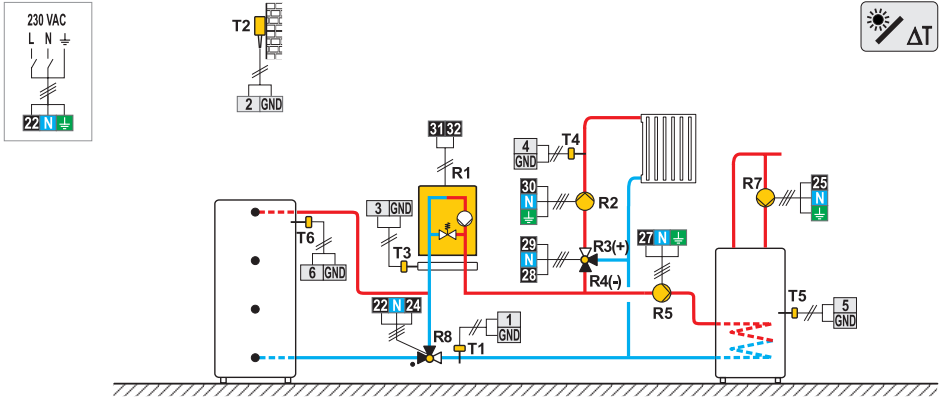 230 VAC
L N
22 N
T2
2 GND
ΔT
31 32
R1
4
GND
T4
30
N
R2
29
N
28
R3(+)
R4(-)
27 N
R5
R7
25
N
3 GND
T3
T6
6 GND
22 N 24
R8
1
GND
T1
T5
5
GND